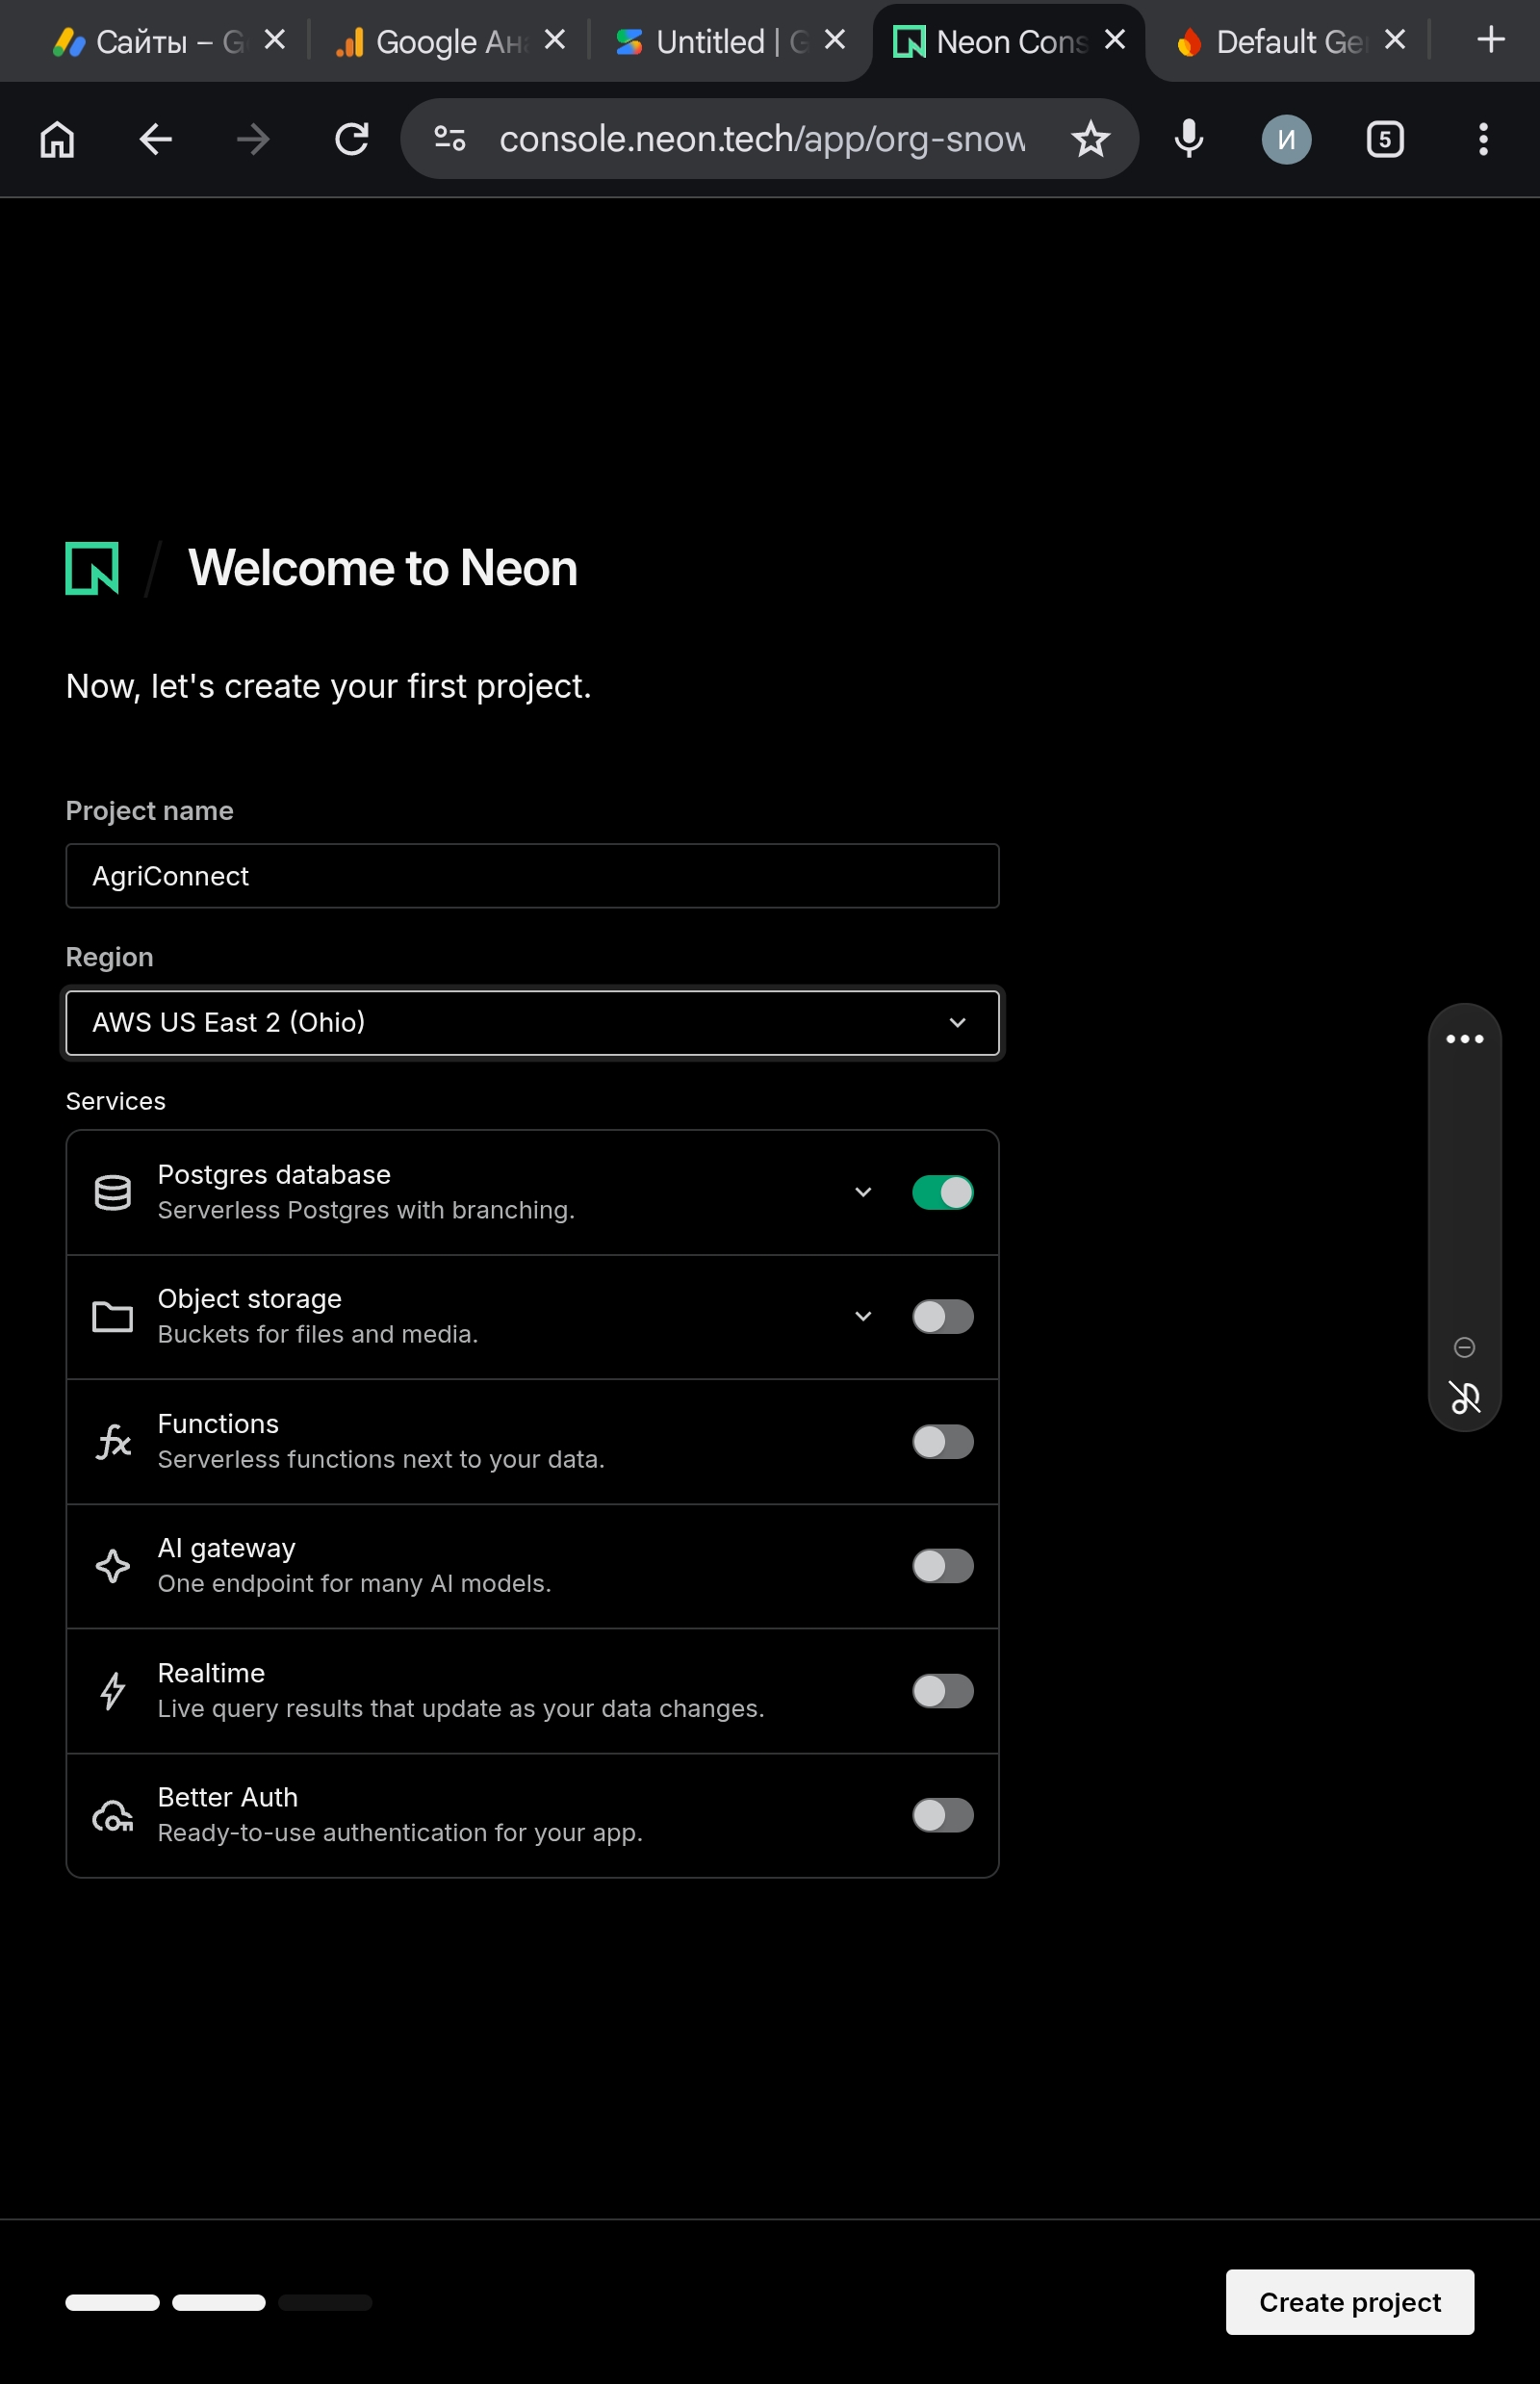 Сайты – G
Google Ан
Untitled | G
Neon Cons
Default Ge
console.neon.tech/app/org-snow
И
5
Welcome to Neon
Now, let's create your first project.
Project name
AgriConnect
Region
AWS US East 2 (Ohio)
Services
Postgres database
Serverless Postgres with branching.
Object storage
Buckets for files and media.
Functions
Serverless functions next to your data.
AI gateway
One endpoint for many AI models.
Realtime
Live query results that update as your data changes.
Better Auth
Ready-to-use authentication for your app.
Create project